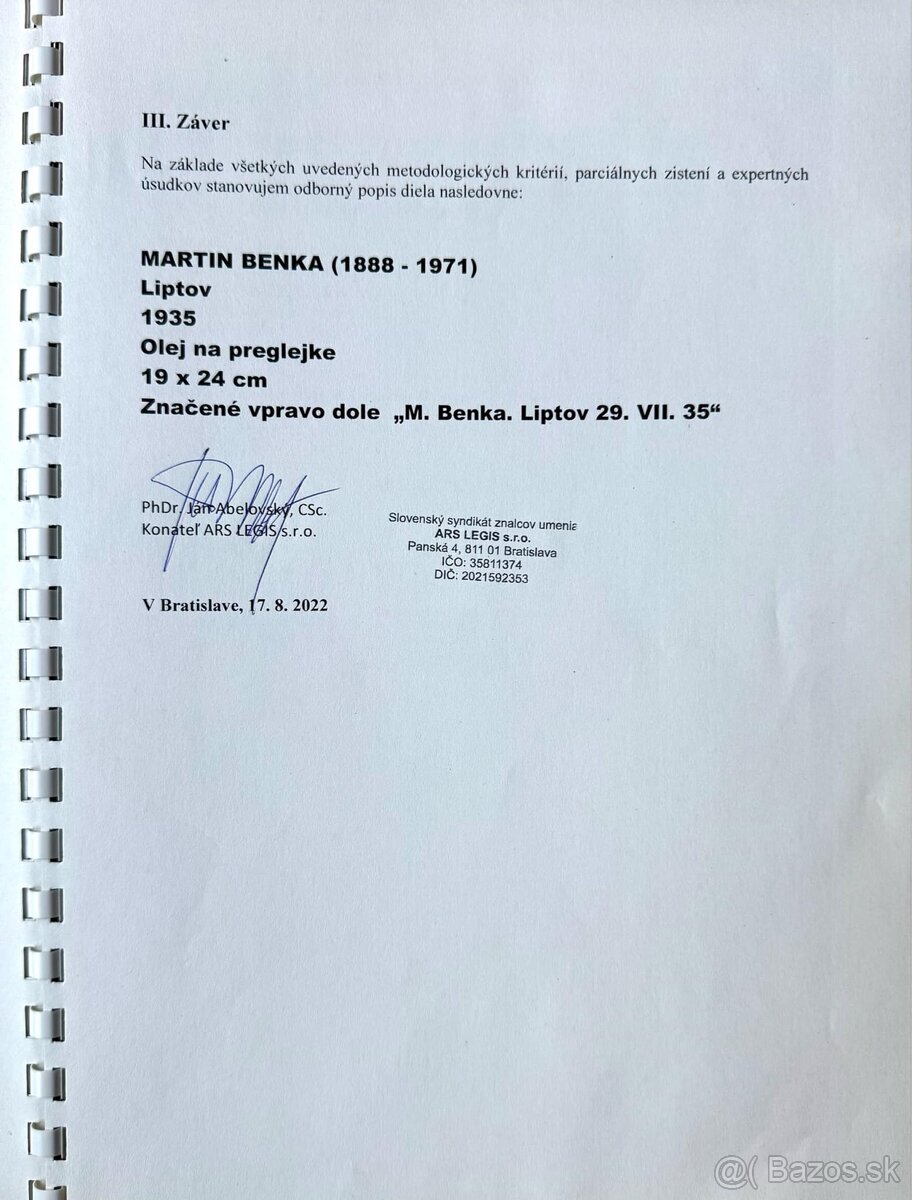 III. Záver
Na základe všetkých uvedených metodologických kritérií, parciálnych zistení a expertných
úsudkov stanovujem odborný popis diela nasledovne:
MARTIN BENKA (1888 - 1971)
Liptov
1935
Olej na preglejke
19 x 24 cm
Značené vpravo dole „M. Benka. Liptov 29. VII. 35“
PhDr. Ján Abelovský, CSc.
Konateľ ARS LEGIS s.r.o.
Slovenský syndikát znalcov umenia
ARS LEGIS s.r.o.
Panská 4, 811 01 Bratislava
IČO: 35811374
DIČ: 2021592353
V Bratislave, 17. 8. 2022
@( Bazos.sk